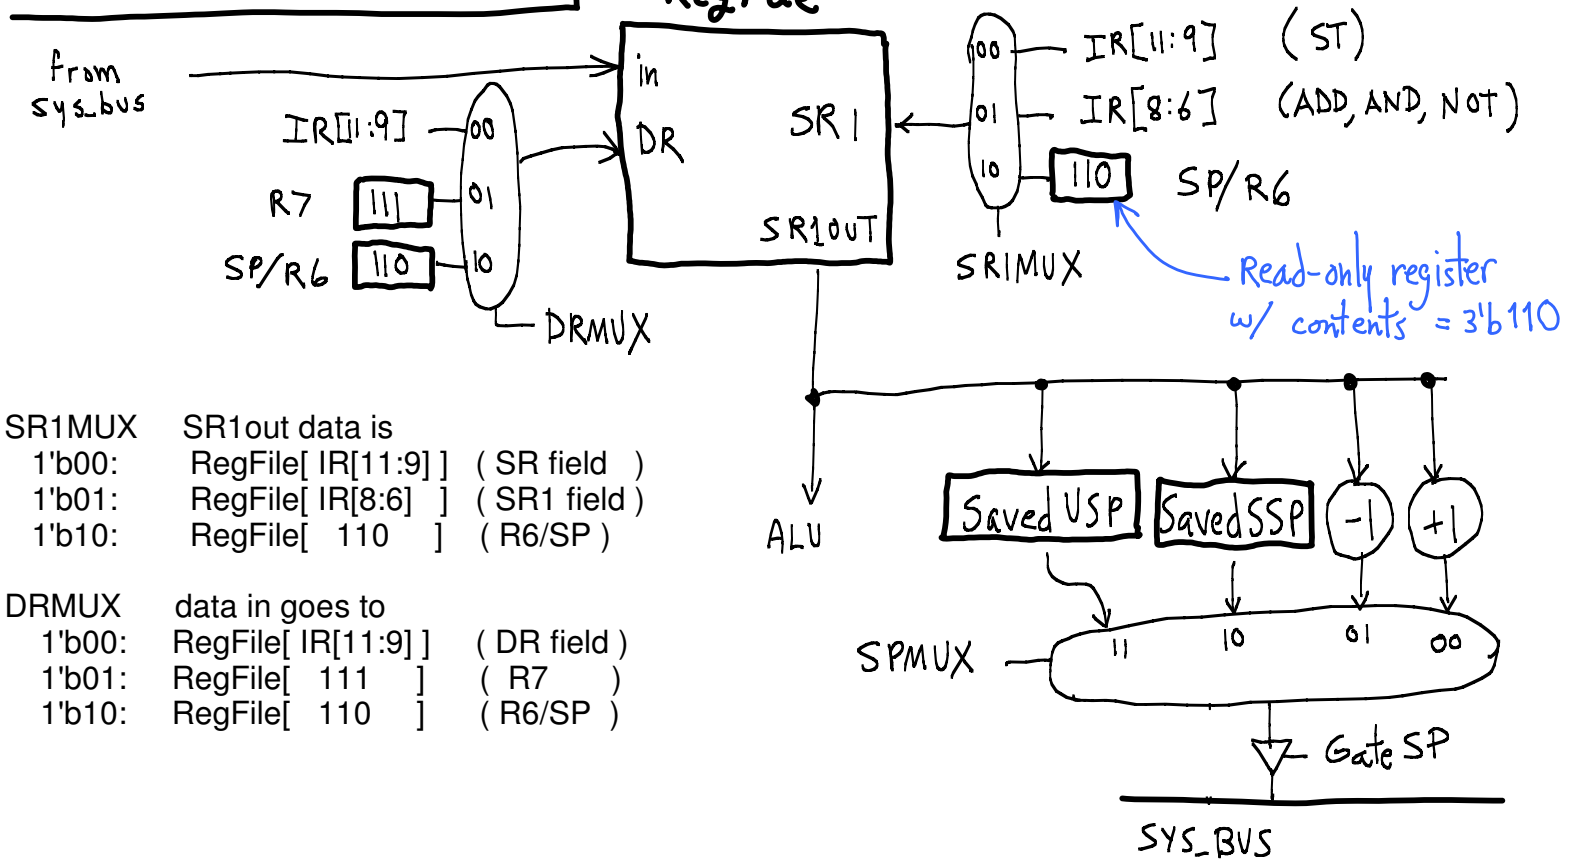 RegFile
from
sys_bus
in
DR
SR1
SR1OUT
IR[11:9]
00
R7
111
01
SP/R6
110
10
DRMUX
00
IR[11:9]
(ST)
01
IR[8:6]
(ADD, AND, NOT)
10
110
SP/R6
SR1MUX
Read-only register
w/ contents = 3'b110
SR1MUX SR1out data is
1'b00: RegFile[ IR[11:9] ] ( SR field )
1'b01: RegFile[ IR[8:6] ] ( SR1 field )
1'b10: RegFile[ 110 ] ( R6/SP )
DRMUX data in goes to
1'b00: RegFile[ IR[11:9] ] ( DR field )
1'b01: RegFile[ 111 ] ( R7 )
1'b10: RegFile[ 110 ] ( R6/SP )
ALU
Saved USP
Saved SSP
-1
+1
SPMUX
11
10
01
00
Gate SP
SYS_BUS